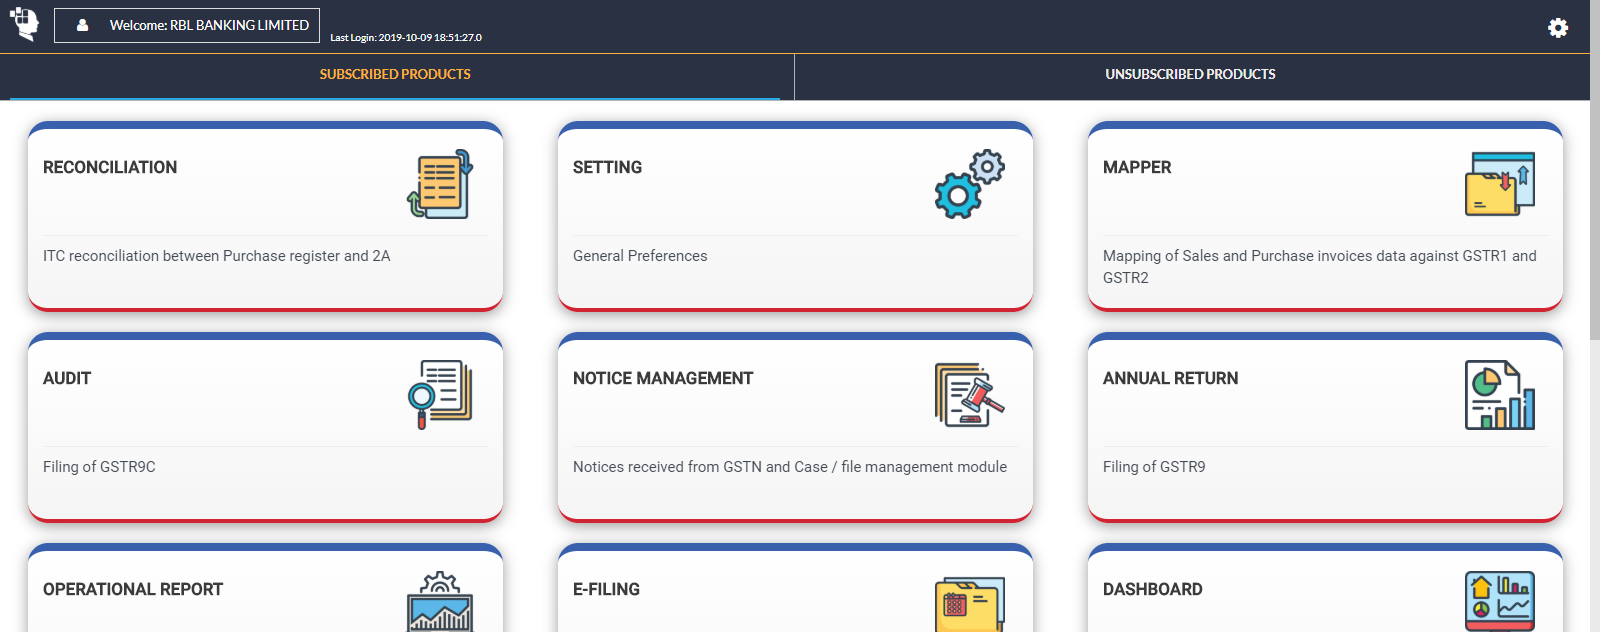 Welcome: RBL BANKING LIMITED
Last Login: 2019-10-09 18:51:27.0
SUBSCRIBED PRODUCTS
UNSUBSCRIBED PRODUCTS
RECONCILIATION
ITC reconciliation between Purchase register and 2A
SETTING
General Preferences
MAPPER
Mapping of Sales and Purchase invoices data against GSTR1 and
GSTR2
AUDIT
Filing of GSTR9C
NOTICE MANAGEMENT
Notices received from GSTN and Case / file management module
ANNUAL RETURN
Filing of GSTR9
OPERATIONAL REPORT
E-FILING
DASHBOARD